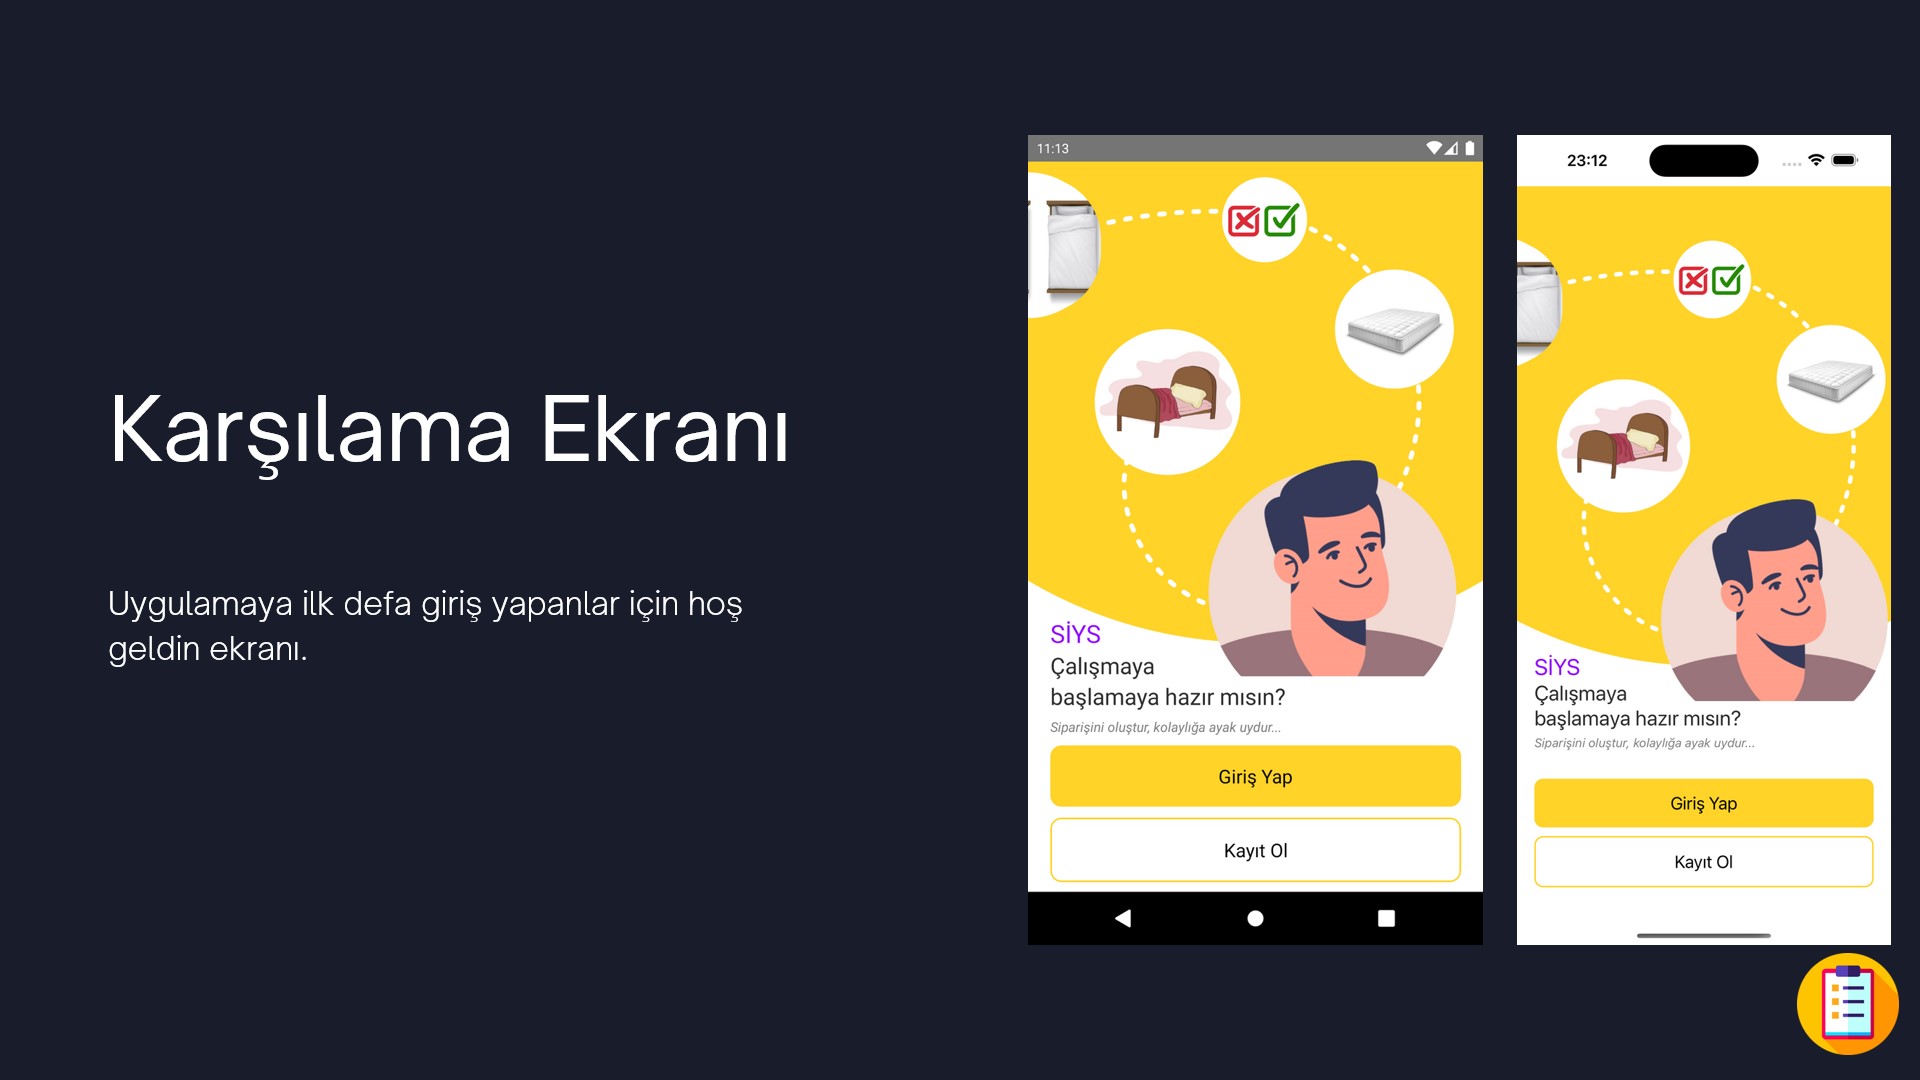 Karşılama Ekranı
Uygulamaya ilk defa giriş yapanlar için hoş
geldin ekranı.
11:13
SİYS
Çalışmaya
başlamaya hazır mısın?
Siparişini oluştur, kolaylığa ayak uydur...
Giriş Yap
Kayıt Ol
23:12
SİYS
Çalışmaya
başlamaya hazır mısın?
Siparişini oluştur, kolaylığa ayak uydur...
Giriş Yap
Kayıt Ol